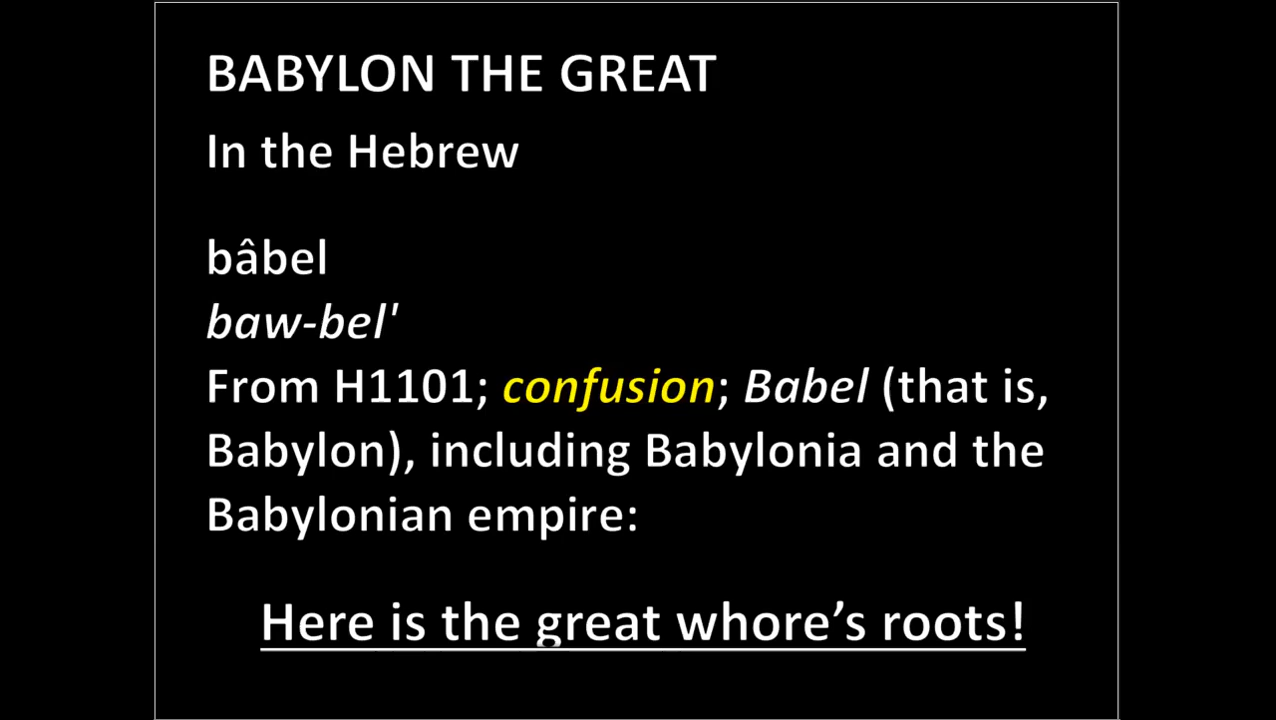 BABYLON THE GREAT
In the Hebrew
bâbel
baw-bel'
From H1101; confusion; Babel (that is,
Babylon), including Babylonia and the
Babylonian empire:
Here is the great whore’s roots!